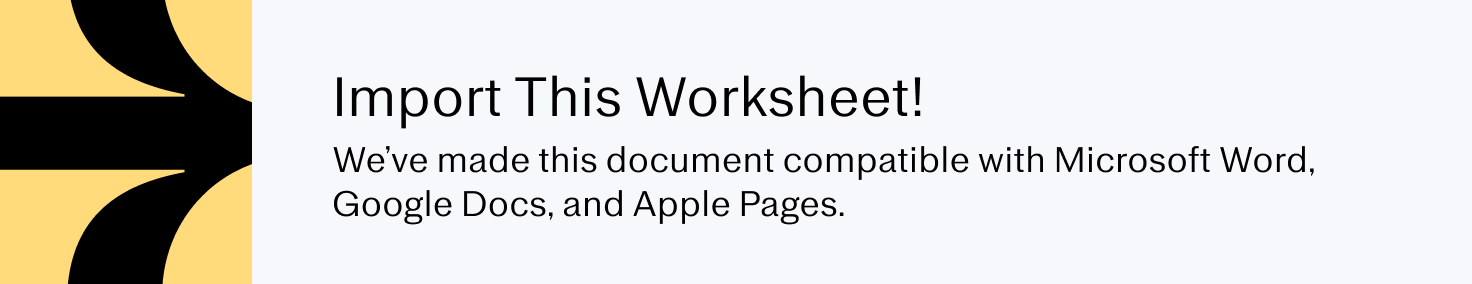 Import This Worksheet!
We’ve made this document compatible with Microsoft Word,
Google Docs, and Apple Pages.